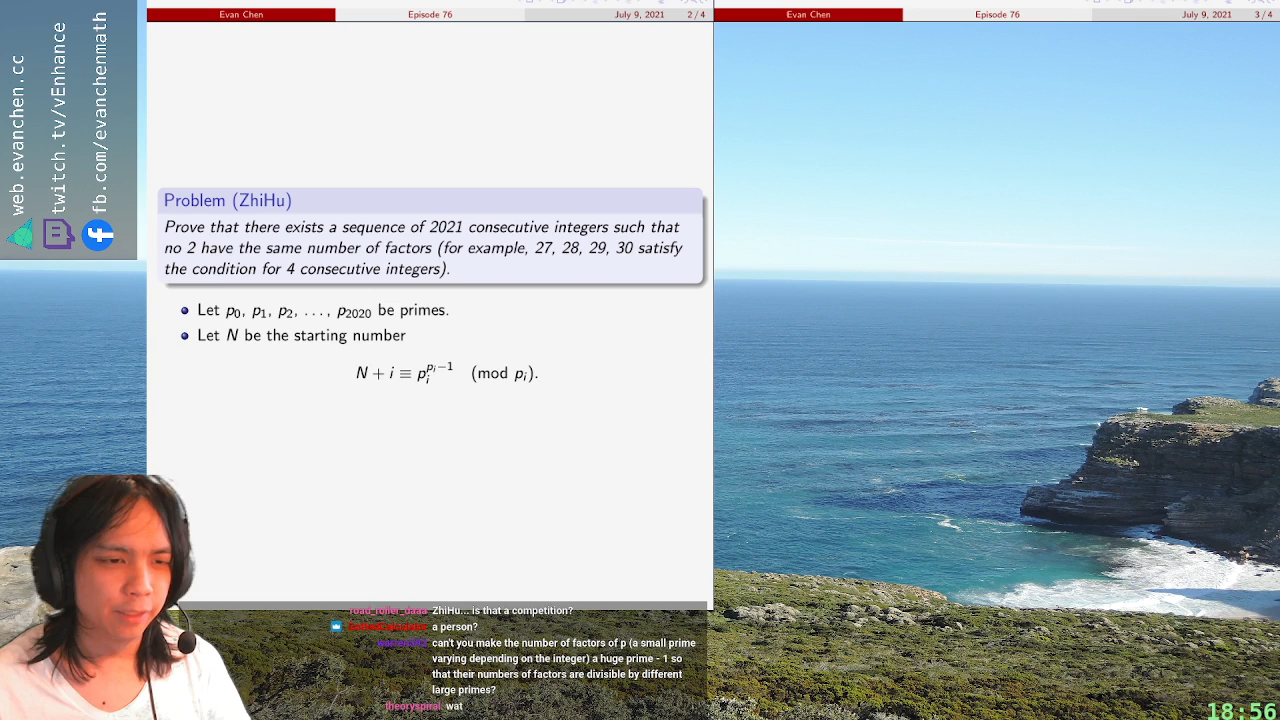 web.evanchen.cc
twitch.tv/vEnhance
fb.com/evanchenmath
Evan Chen Episode 76 July 9, 2021 2 / 4
Evan Chen Episode 76 July 9, 2021 3 / 4
Problem (ZhiHu)
Prove that there exists a sequence of 2021 consecutive integers such that
no 2 have the same number of factors (for example, 27, 28, 29, 30 satisfy
the condition for 4 consecutive integers).
Let p₀, p₁, p₂, . . . , p₂₀₂₀ be primes.
Let N be the starting number
N + i ≡ p_i^{p_i−1} (mod p_i).
ZhiHu... is that a competition?
a person?
can't you make the number of factors of p (a small prime
varying depending on the integer) a huge prime - 1 so
that their numbers of factors are divisible by different
large primes?
theoryspiral: wat
18:56